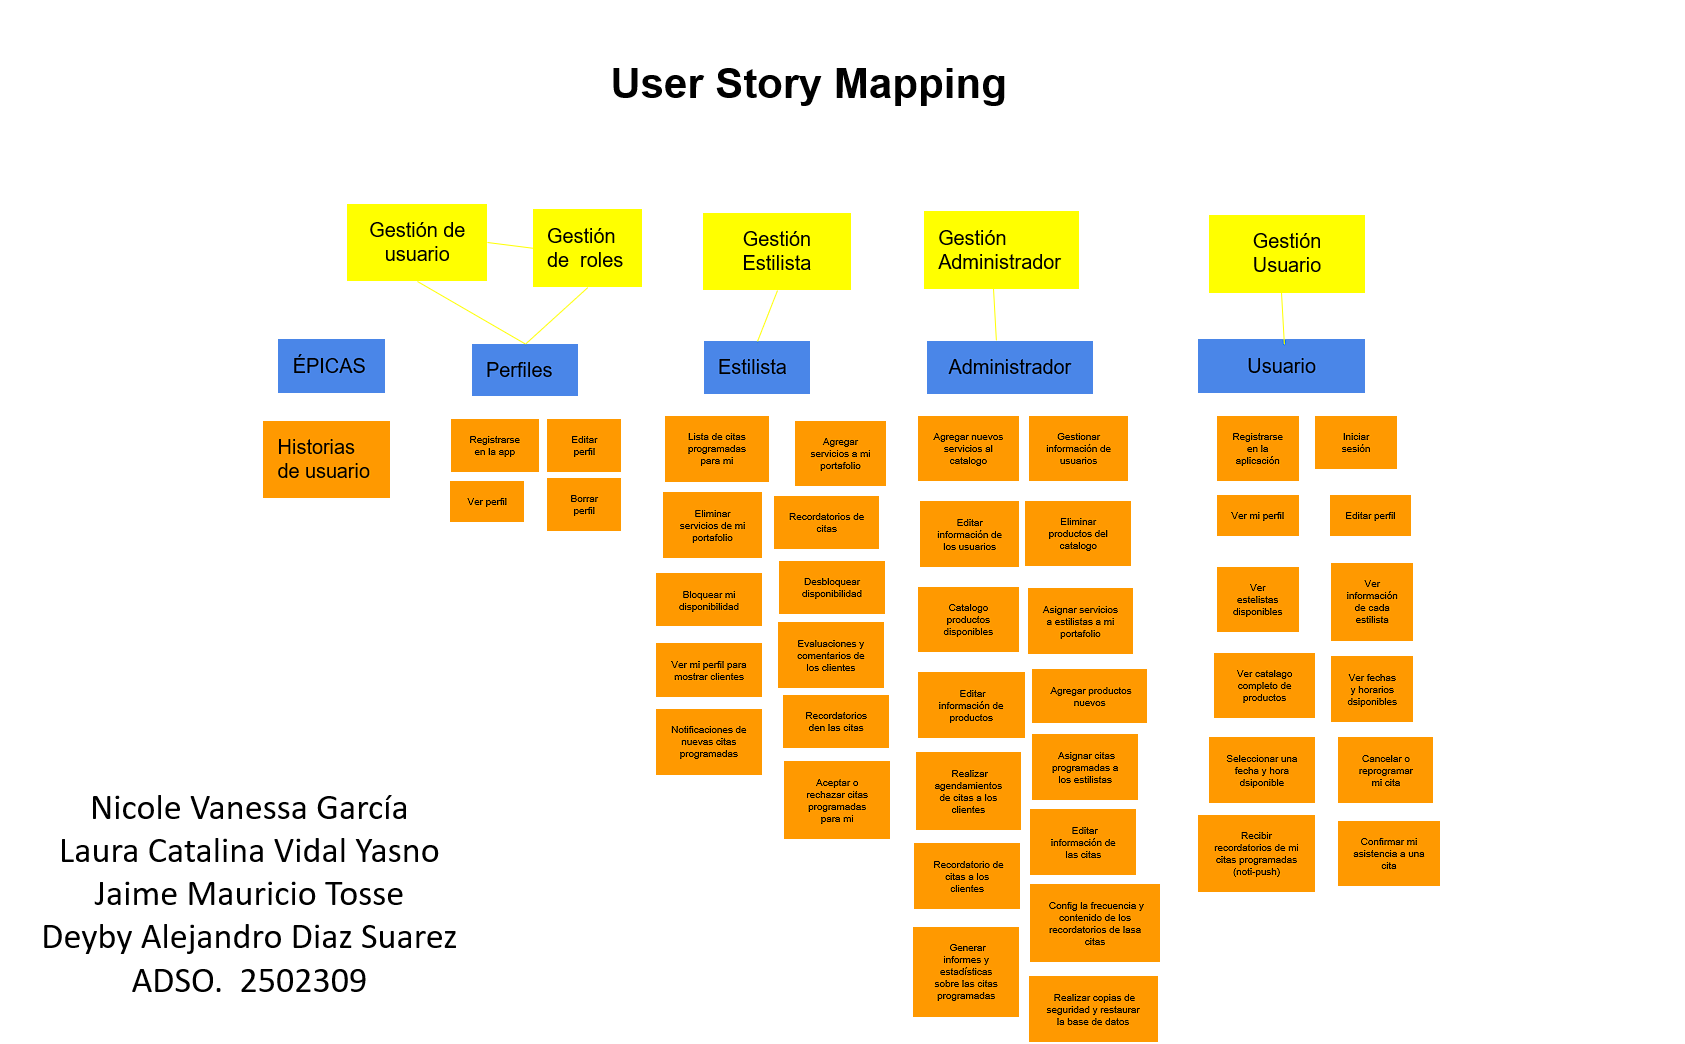 User Story Mapping
Gestión de
usuario
Gestión
de  roles
Gestión
Estilista
Gestión
Administrador
Gestión
Usuario
ÉPICAS
Perfiles
Estilista
Administrador
Usuario
Historias
de usuario
Registrarse
en la app
Editar
perfil
Ver perfil
Borrar
perfil
Lista de citas
programadas
para mi
Agregar
servicios a mi
portafolio
Eliminar
servicios de mi
portafolio
Recordatorios de
citas
Bloquear mi
disponibilidad
Desbloquear
disponibilidad
Ver mi perfil para
mostrar clientes
Evaluaciones y
comentarios de
los clientes
Notificaciones de
nuevas citas
programadas
Recordatorios
den las citas
Aceptar o
rechazar citas
programadas
para mi
Agregar nuevos
servicios al
catalogo
Gestionar
información de
usuarios
Editar
información de
los usuarios
Eliminar
productos del
catalogo
Catalogo
productos
disponibles
Asignar servicios
a estilistas a mi
portafolio
Editar
información de
productos
Agregar productos
nuevos
Realizar
agendamientos
de citas a los
clientes
Asignar citas
programadas a
los estilistas
Recordatorio de
citas a los
clientes
Editar
información de
las citas
Generar
informes y
estadísticas
sobre las citas
programadas
Config la frecuencia y
contenido de los
recordatorios de lasa
citas
Realizar copias de
seguridad y restaurar
la base de datos
Registrarse
en la
aplicación
Iniciar
sesión
Ver mi perfil
Editar perfil
Ver
estelistas
disponibles
Ver
información
de cada
estilista
Ver catalago
completo de
productos
Ver fechas
y horarios
dsiponibles
Seleccionar una
fecha y hora
dsiponible
Cancelar o
reprogramar
mi cita
Recibir
recordatorios de mi
citas programadas
(noti-push)
Confirmar mi
asistencia a una
cita
Nicole Vanessa García
Laura Catalina Vidal Yasno
Jaime Mauricio Tosse
Deyby Alejandro Diaz Suarez
ADSO.  2502309